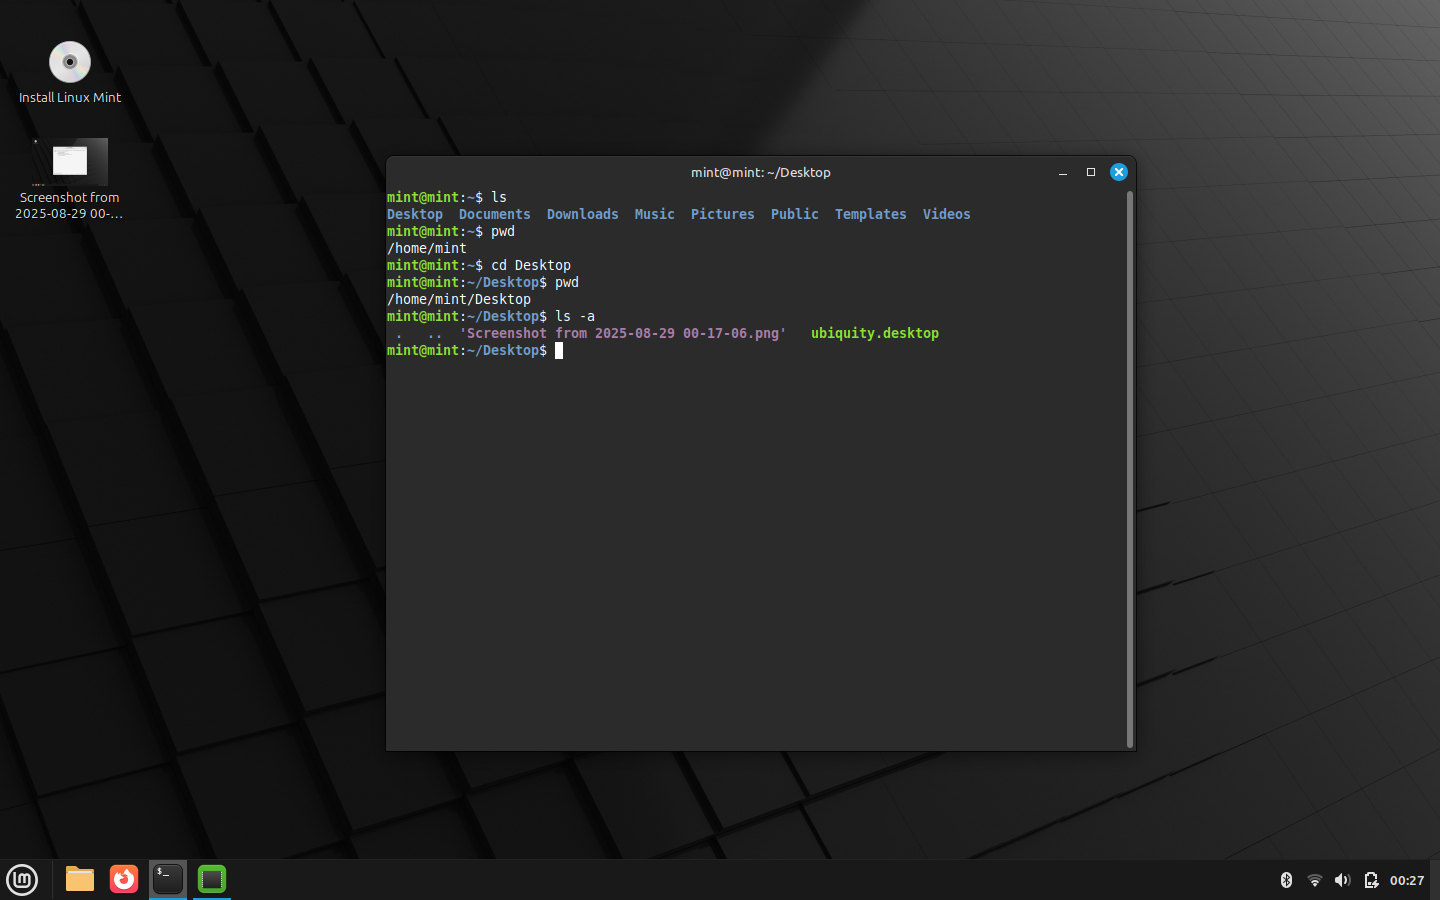 Install Linux Mint
Screenshot from
2025-08-29 00-...
mint@mint: ~/Desktop
mint@mint:~$ ls
Desktop  Documents  Downloads  Music  Pictures  Public  Templates  Videos
mint@mint:~$ pwd
/home/mint
mint@mint:~$ cd Desktop
mint@mint:~/Desktop$ pwd
/home/mint/Desktop
mint@mint:~/Desktop$ ls -a
.   ..  'Screenshot from 2025-08-29 00-17-06.png'   ubiquity.desktop
mint@mint:~/Desktop$
$_
00:27